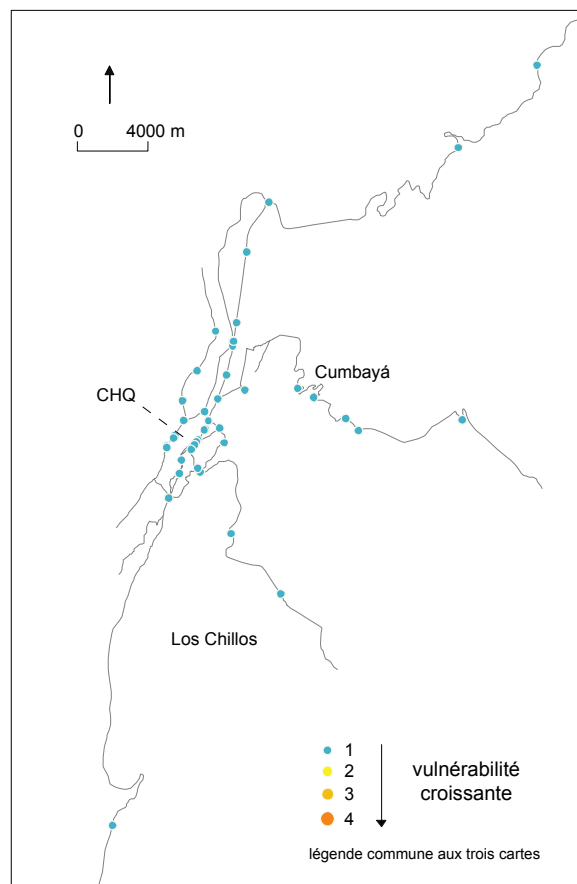 0 4000 m
Cumbayá
CHQ
Los Chillos
1
2
3
4
vulnérabilité
croissante
légende commune aux trois cartes